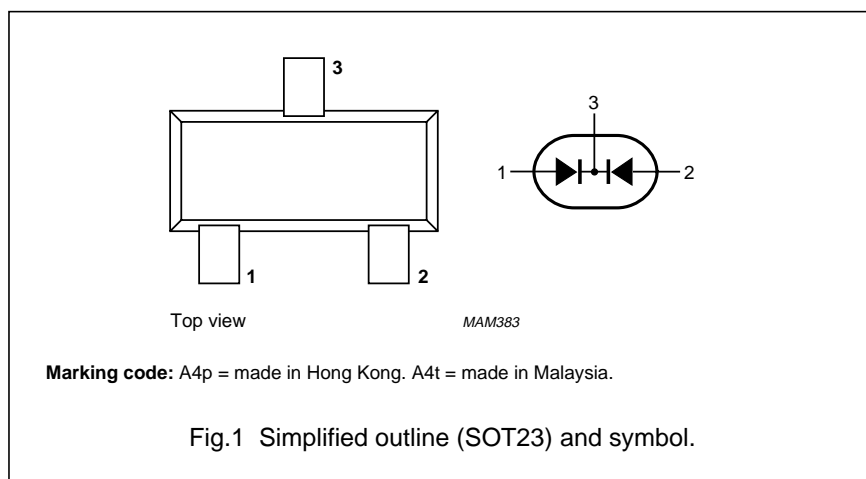 3
3
1
2
1
2
Top view
MAM383
Marking code: A4p = made in Hong Kong. A4t = made in Malaysia.
Fig.1 Simplified outline (SOT23) and symbol.